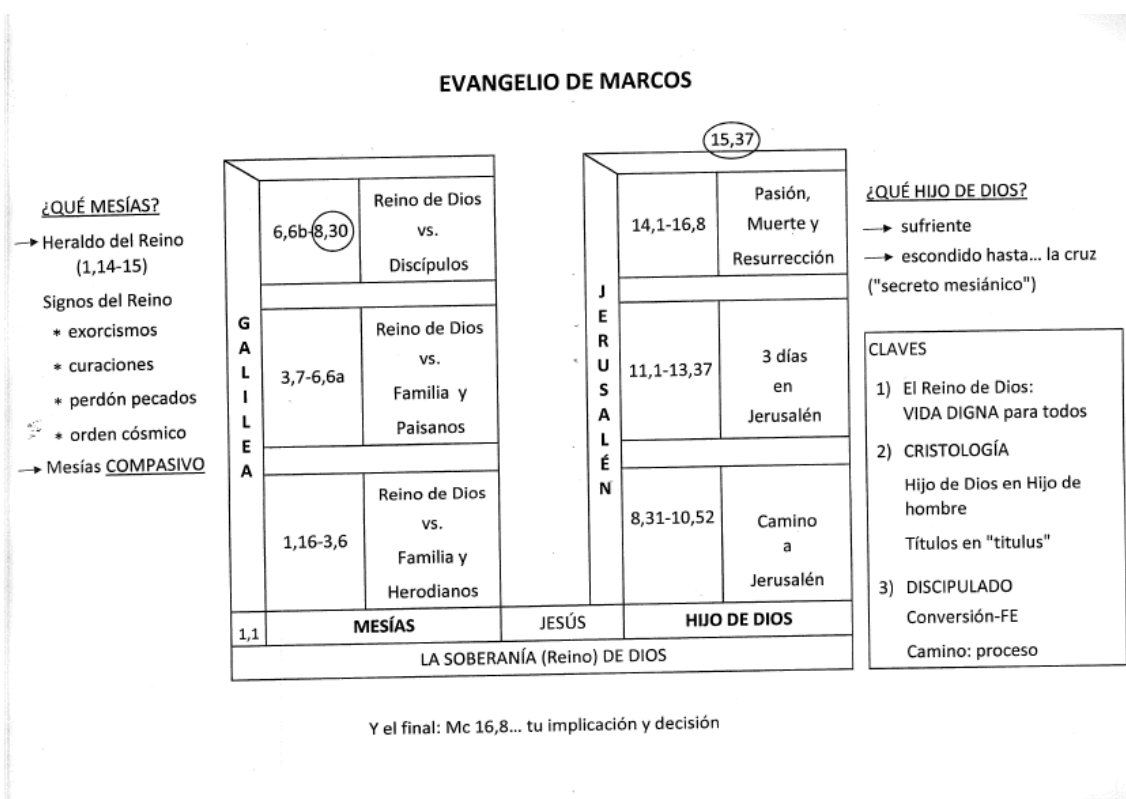 EVANGELIO DE MARCOS
¿QUÉ MESÍAS?
→ Heraldo del Reino
(1,14-15)
Signos del Reino
* exorcismos
* curaciones
* perdón pecados
* orden cósmico
→ Mesías COMPASIVO
GALILEA
6,6b-8,30
Reino de Dios
vs.
Discípulos
3,7-6,6a
Reino de Dios
vs.
Familia y
Paisanos
1,16-3,6
Reino de Dios
vs.
Familia y
Herodianos
15,37
JERUSALÉN
14,1-16,8
Pasión,
Muerte y
Resurrección
11,1-13,37
3 días
en
Jerusalén
8,31-10,52
Camino
a
Jerusalén
1,1
MESÍAS
JESÚS
HIJO DE DIOS
LA SOBERANÍA (Reino) DE DIOS
¿QUÉ HIJO DE DIOS?
→ sufriente
→ escondido hasta... la cruz
("secreto mesiánico")
CLAVES
1) El Reino de Dios:
VIDA DIGNA para todos
2) CRISTOLOGÍA
Hijo de Dios en Hijo de
hombre
Títulos en "titulus"
3) DISCIPULADO
Conversión-FE
Camino: proceso
Y el final: Mc 16,8... tu implicación y decisión